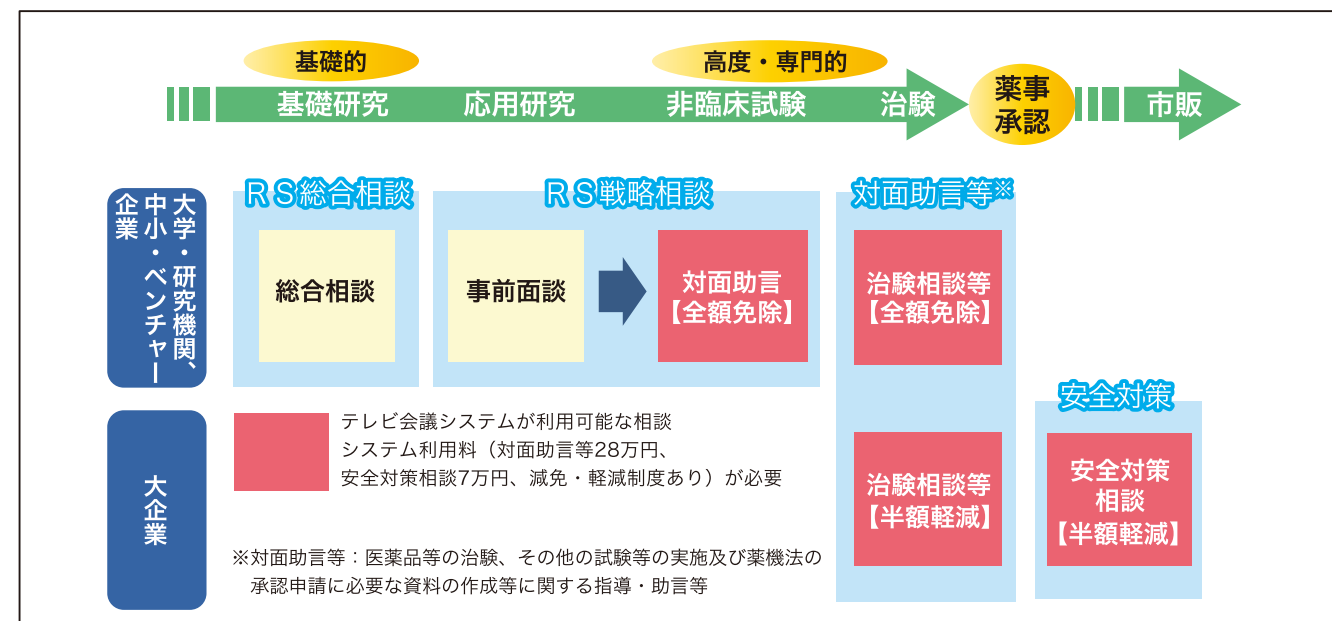 基礎的
高度・専門的
基礎研究
応用研究
非臨床試験
治験
薬事
承認
市販
大学・研究機関、
中小・ベンチャー
企業
ＲＳ総合相談
総合相談
ＲＳ戦略相談
事前面談
対面助言
【全額免除】
対面助言等※
治験相談等
【全額免除】
大企業
テレビ会議システムが利用可能な相談
システム利用料（対面助言等28万円、
安全対策相談7万円、減免・軽減制度あり）が必要
※対面助言等：医薬品等の治験、その他の試験等の実施及び薬機法の
承認申請に必要な資料の作成等に関する指導・助言等
治験相談等
【半額軽減】
安全対策
安全対策
相談
【半額軽減】